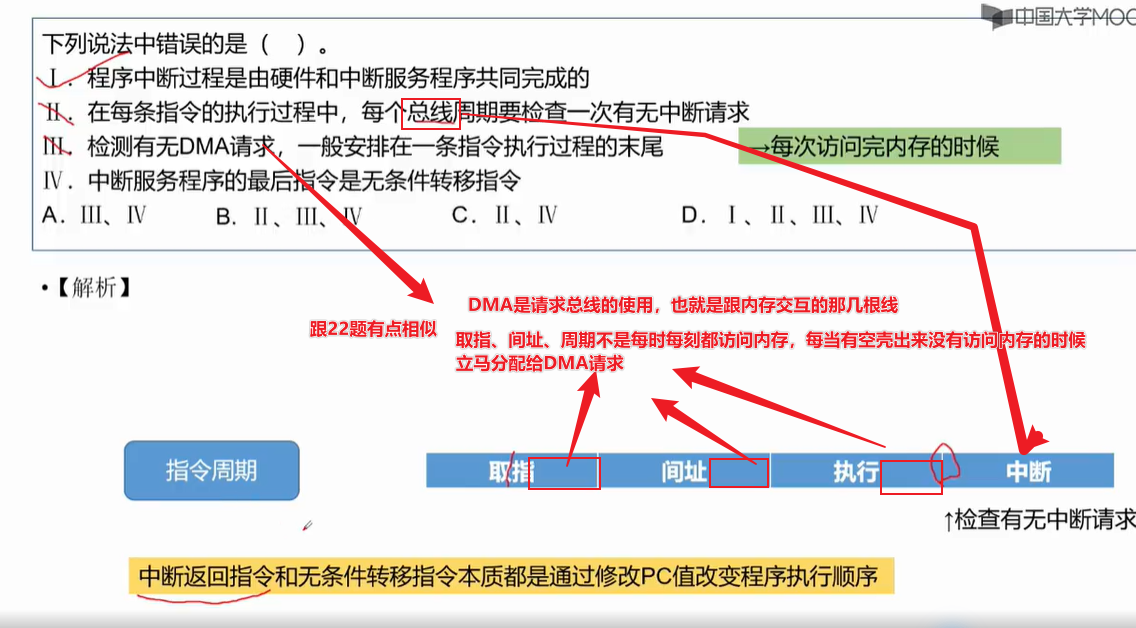 中国大学MOO
下列说法中错误的是（ ）。
Ⅰ．程序中断过程是由硬件和中断服务程序共同完成的
Ⅱ．在每条指令的执行过程中，每个总线周期要检查一次有无中断请求
Ⅲ．检测有无DMA请求，一般安排在一条指令执行过程的末尾
→每次访问完内存的时候
Ⅳ．中断服务程序的最后指令是无条件转移指令
A．Ⅲ、Ⅳ B．Ⅱ、Ⅲ、Ⅳ C．Ⅱ、Ⅳ D．Ⅰ、Ⅱ、Ⅲ、Ⅳ
•【解析】
DMA是请求总线的使用，也就是跟内存交互的那几根线
跟22题有点相似
取指、间址、周期不是每时每刻都访问内存，每当有空壳出来没有访问内存的时候
立马分配给DMA请求
指令周期
取指 间址 执行 中断
↑检查有无中断请求
中断返回指令和无条件转移指令本质都是通过修改PC值改变程序执行顺序